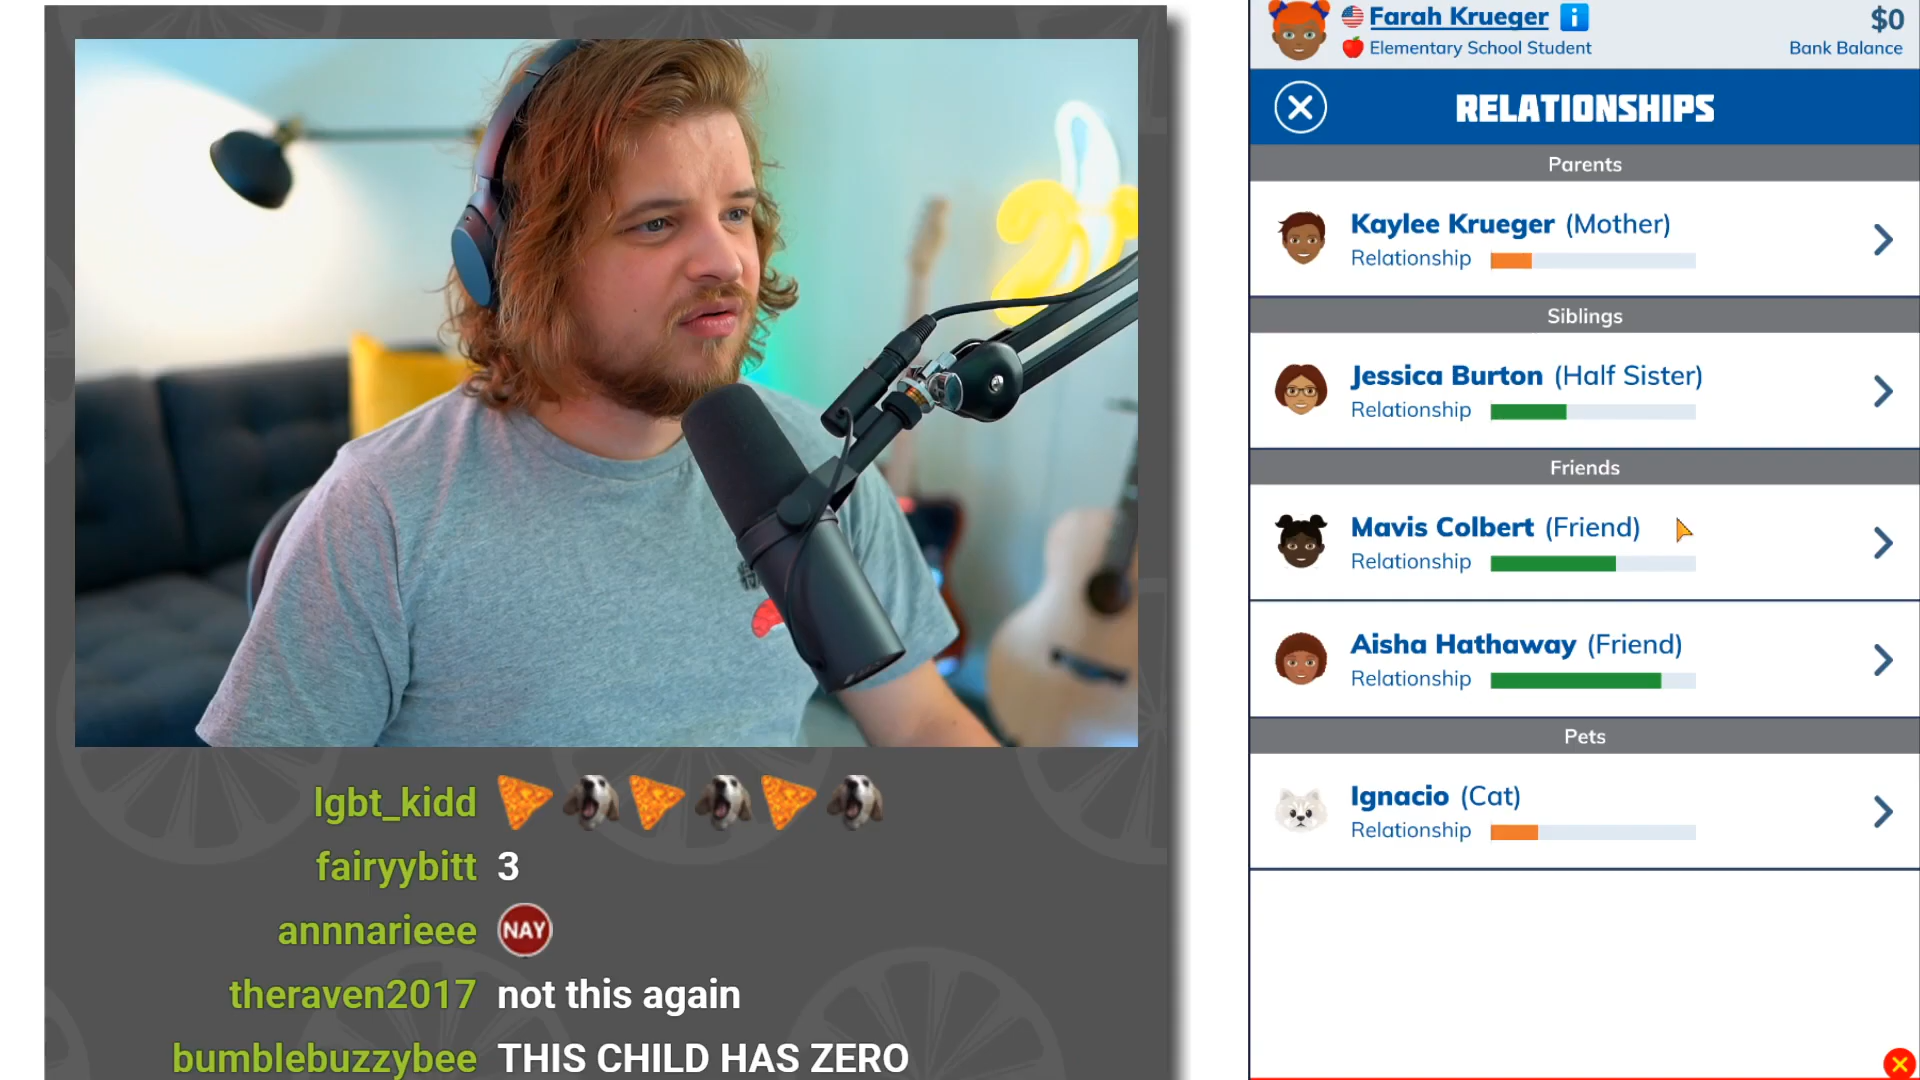 Farah Krueger
$0
Elementary School Student
Bank Balance
RELATIONSHIPS
Parents
Kaylee Krueger (Mother)
Relationship
Siblings
Jessica Burton (Half Sister)
Relationship
Friends
Mavis Colbert (Friend)
Relationship
Aisha Hathaway (Friend)
Relationship
Pets
Ignacio (Cat)
Relationship
lgbt_kidd
fairyybitt 3
annnarieee NAY
theraven2017 not this again
bumblebuzzybee THIS CHILD HAS ZERO